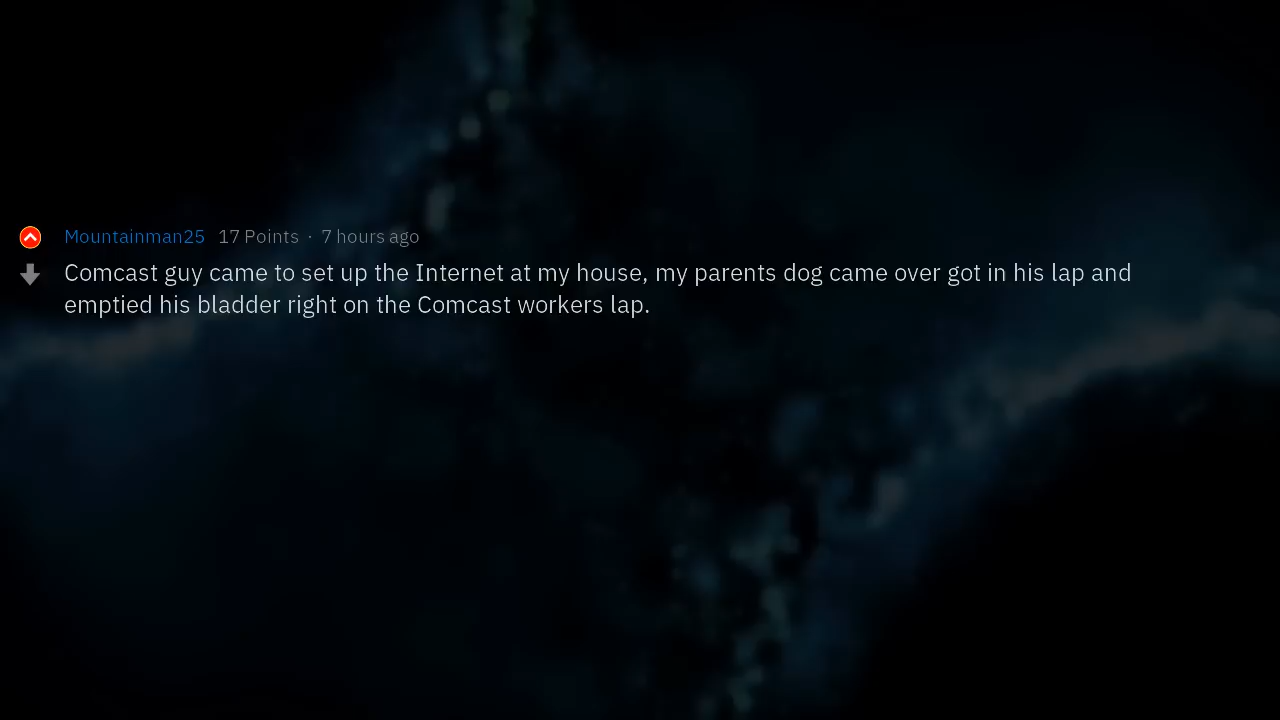 Mountainman25 17 Points · 7 hours ago
Comcast guy came to set up the Internet at my house, my parents dog came over got in his lap and
emptied his bladder right on the Comcast workers lap.